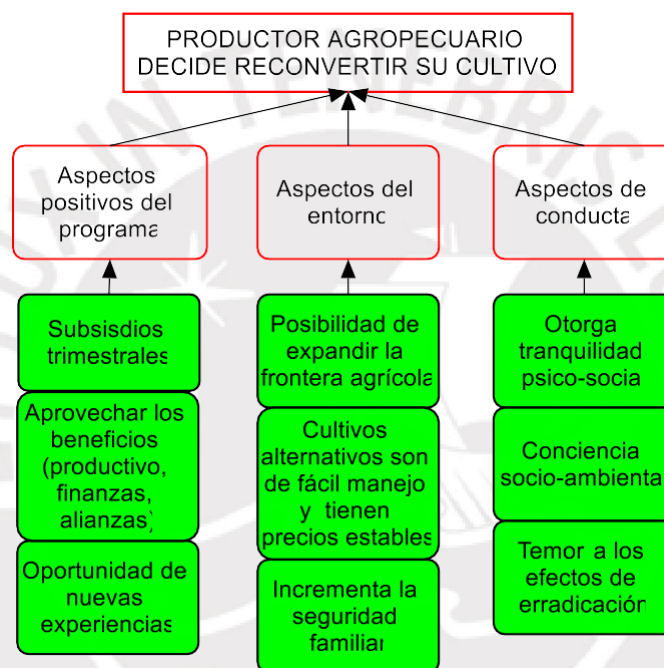 PRODUCTOR AGROPECUARIO
DECIDE RECONVERTIR SU CULTIVO
Aspectos
positivos del
programa
Aspectos del
entorno
Aspectos de
conducta
Subsisdios
trimestrales
Aprovechar los
beneficios
(productivo,
finanzas,
alianzas)
Oportunidad de
nuevas
experiencias
Posibilidad de
expandir la
frontera agrícola
Cultivos
alternativos son
de fácil manejo
y tienen
precios estables
Incrementa la
seguridad
familiar
Otorga
tranquilidad
psico-social
Conciencia
socio-ambiental
Temor a los
efectos de
erradicación
IN TENEBRIS